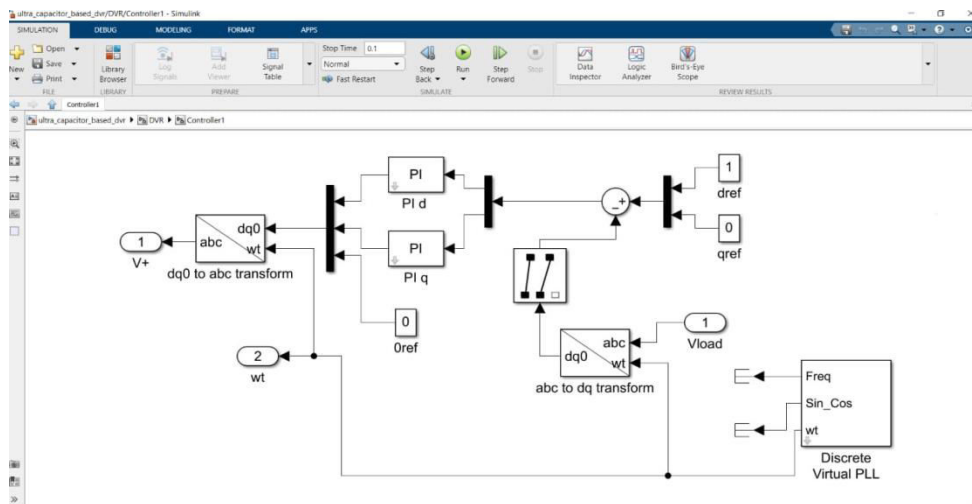 ultra_capacitor_based_dvr/DVR/Controller1 - Simulink
SIMULATION DEBUG MODELING FORMAT APPS
New
Open
Save
Print
FILE
Library Browser
LIBRARY
Log Signals
Add Viewer
Signal Table
PREPARE
Stop Time 0.1
Normal
Fast Restart
Step Back
Run
Step Forward
Stop
SIMULATE
Data Inspector
Logic Analyzer
Bird's-Eye Scope
REVIEW RESULTS
Controller1
ultra_capacitor_based_dvr DVR Controller1
PI
PI d
1
dref
dq0
abc
wt
1
V+
dq0 to abc transform
PI
PI q
-+
0
qref
0
0ref
2
wt
abc
dq0
wt
abc to dq transform
1
Vload
Freq
Sin_Cos
wt
Discrete
Virtual PLL